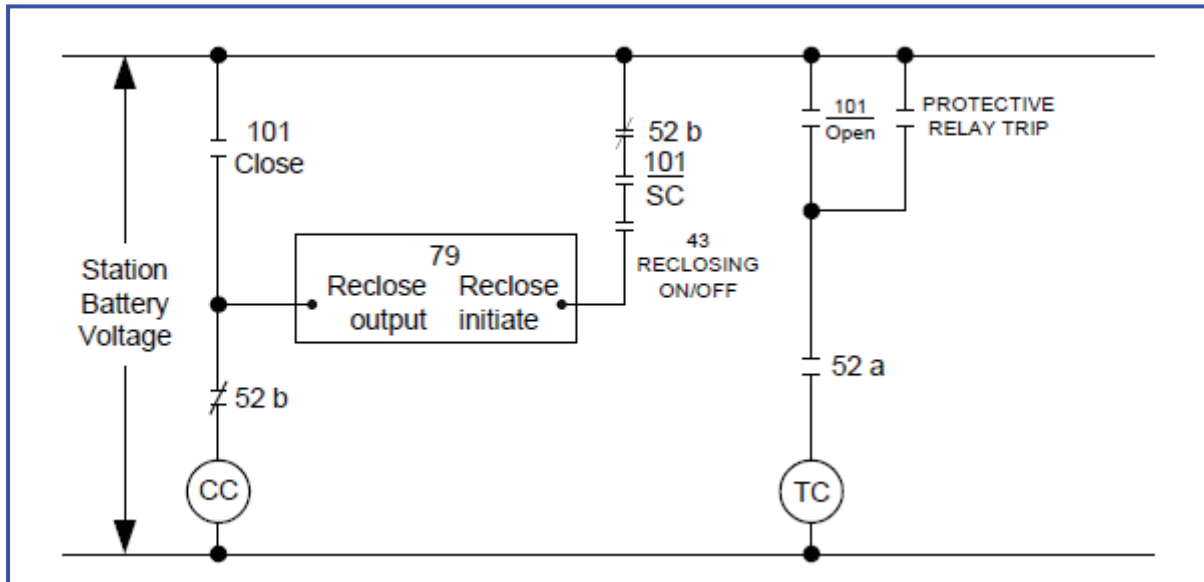 Station
Battery
Voltage
101
Close
52 b
CC
79
Reclose
output
Reclose
initiate
52 b
101
SC
43
RECLOSING
ON/OFF
101
Open
PROTECTIVE
RELAY TRIP
52 a
TC